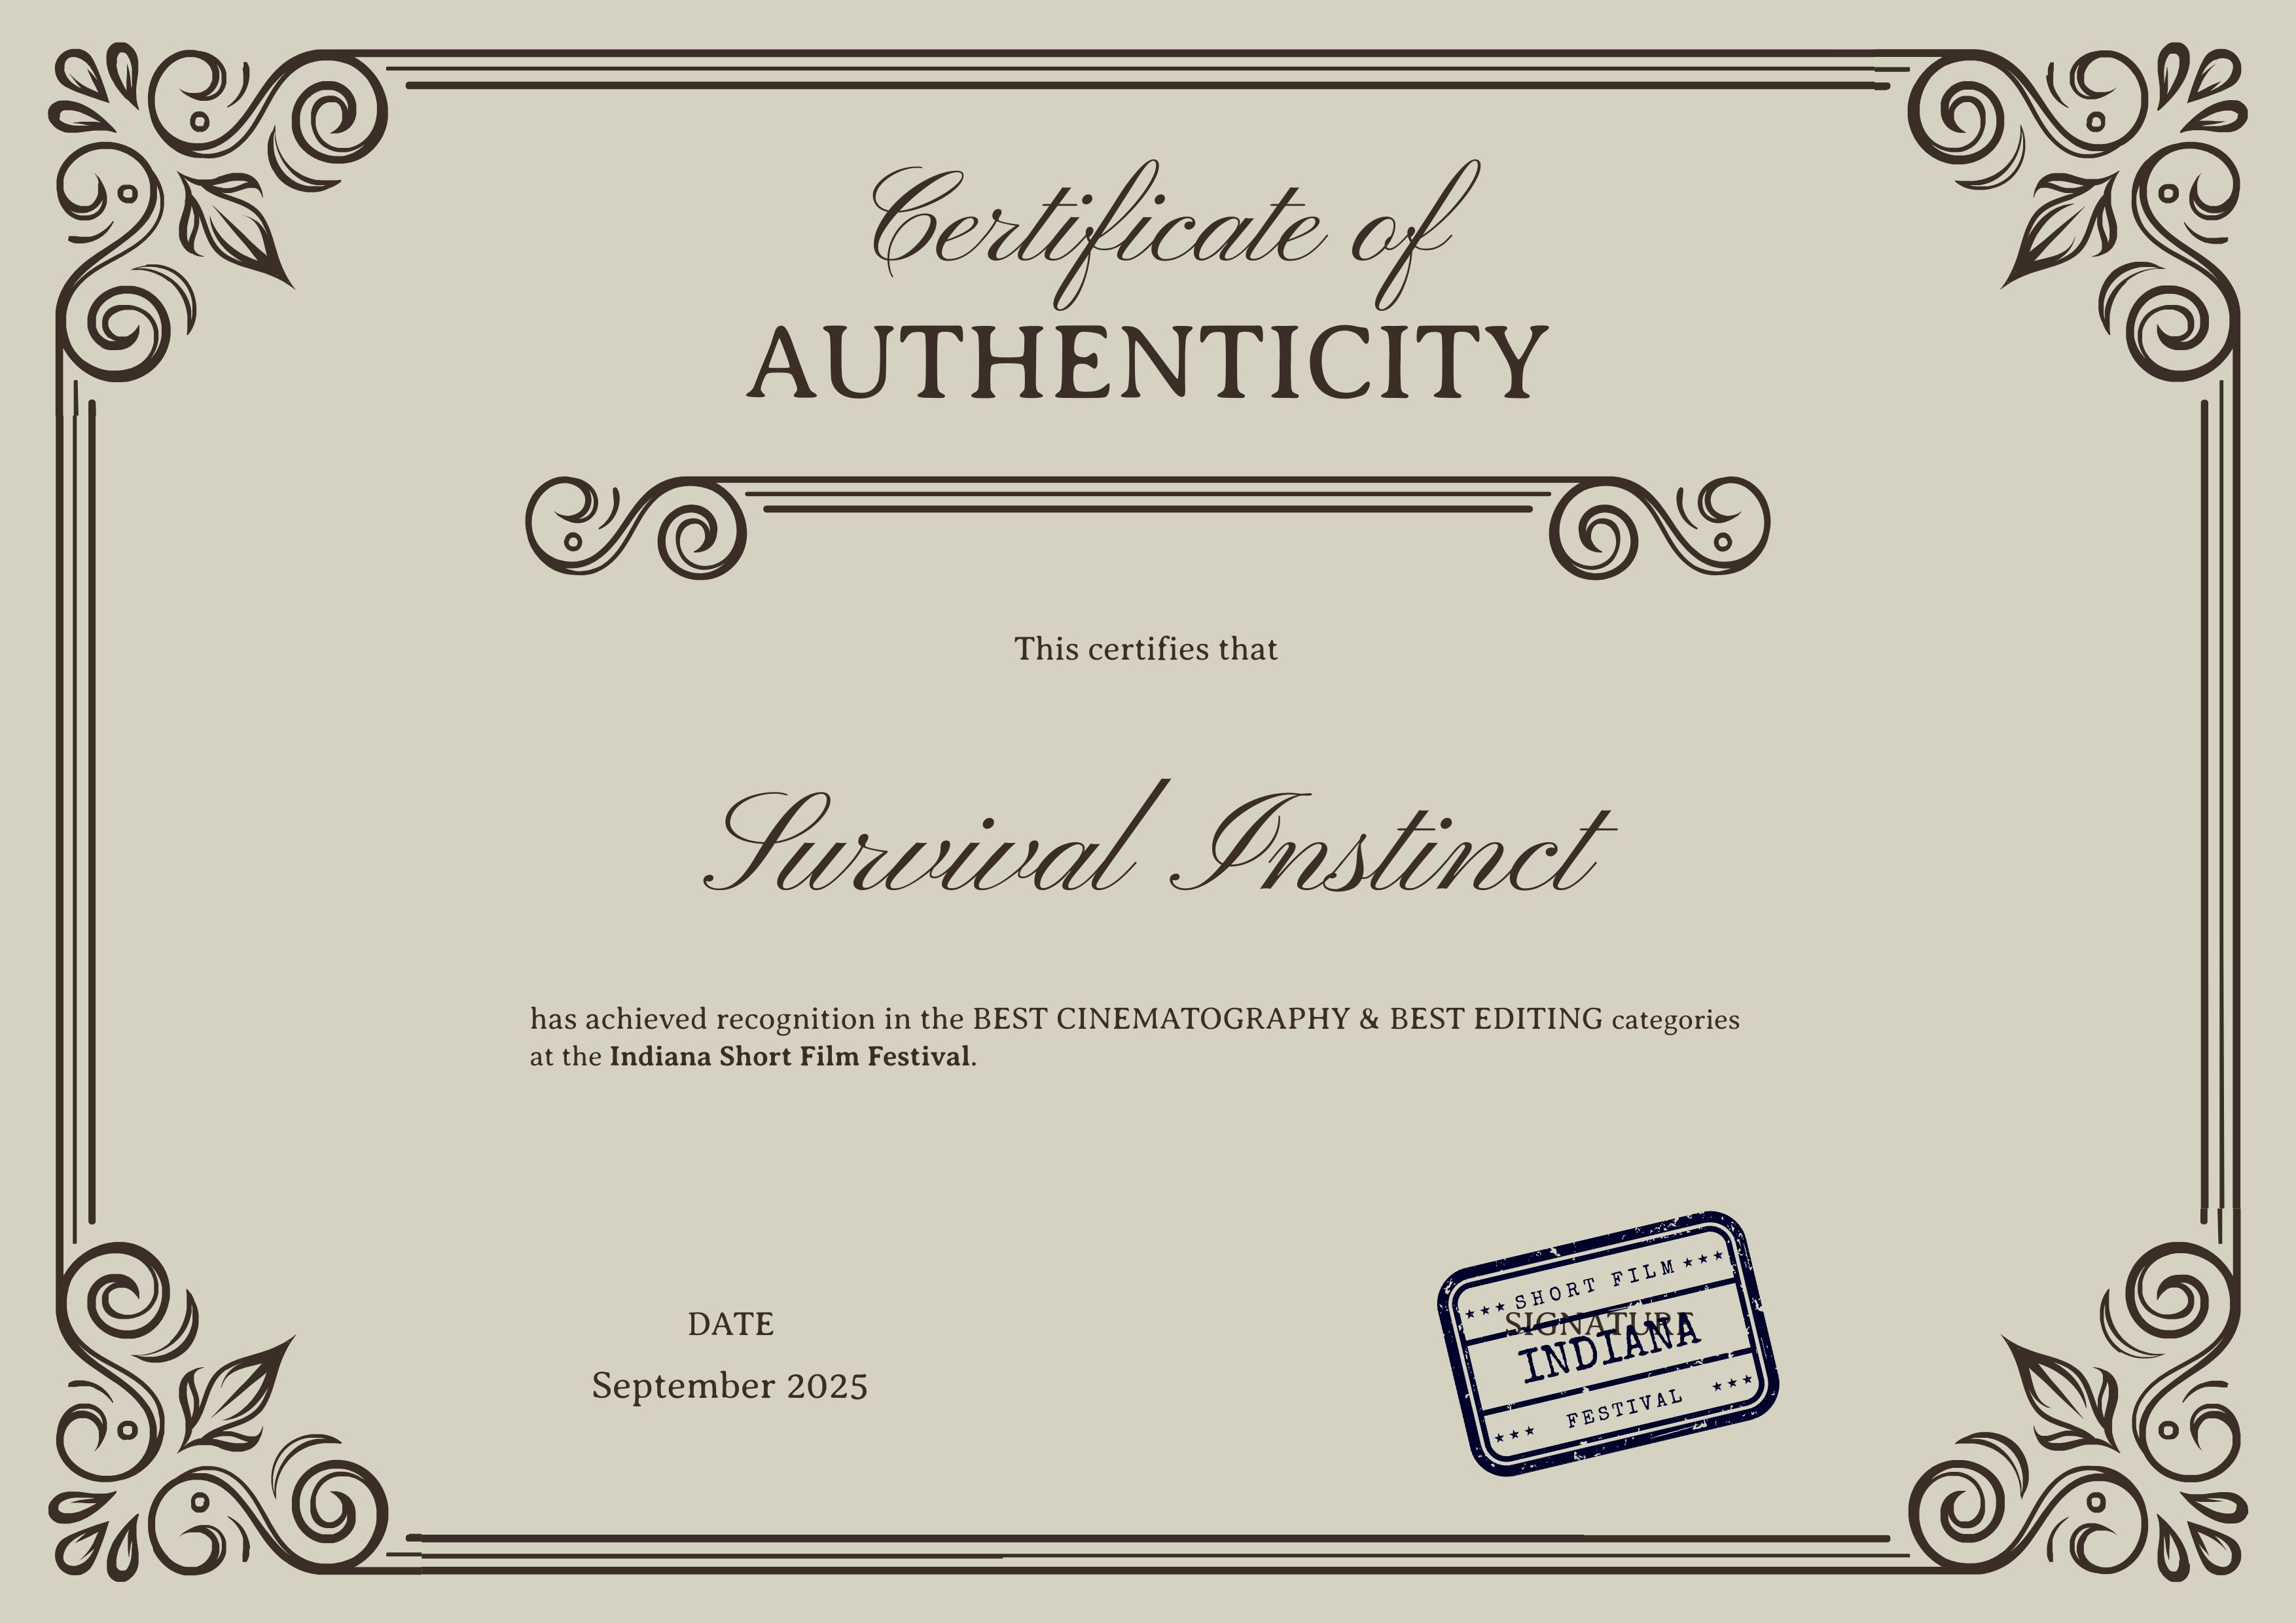 Certificate of
AUTHENTICITY
This certifies that
Survival Instinct
has achieved recognition in the BEST CINEMATOGRAPHY & BEST EDITING categories
at the Indiana Short Film Festival.
DATE
September 2025
SIGNATURE
★★★ SHORT FILM ★★★
INDIANA
★★★ FESTIVAL ★★★